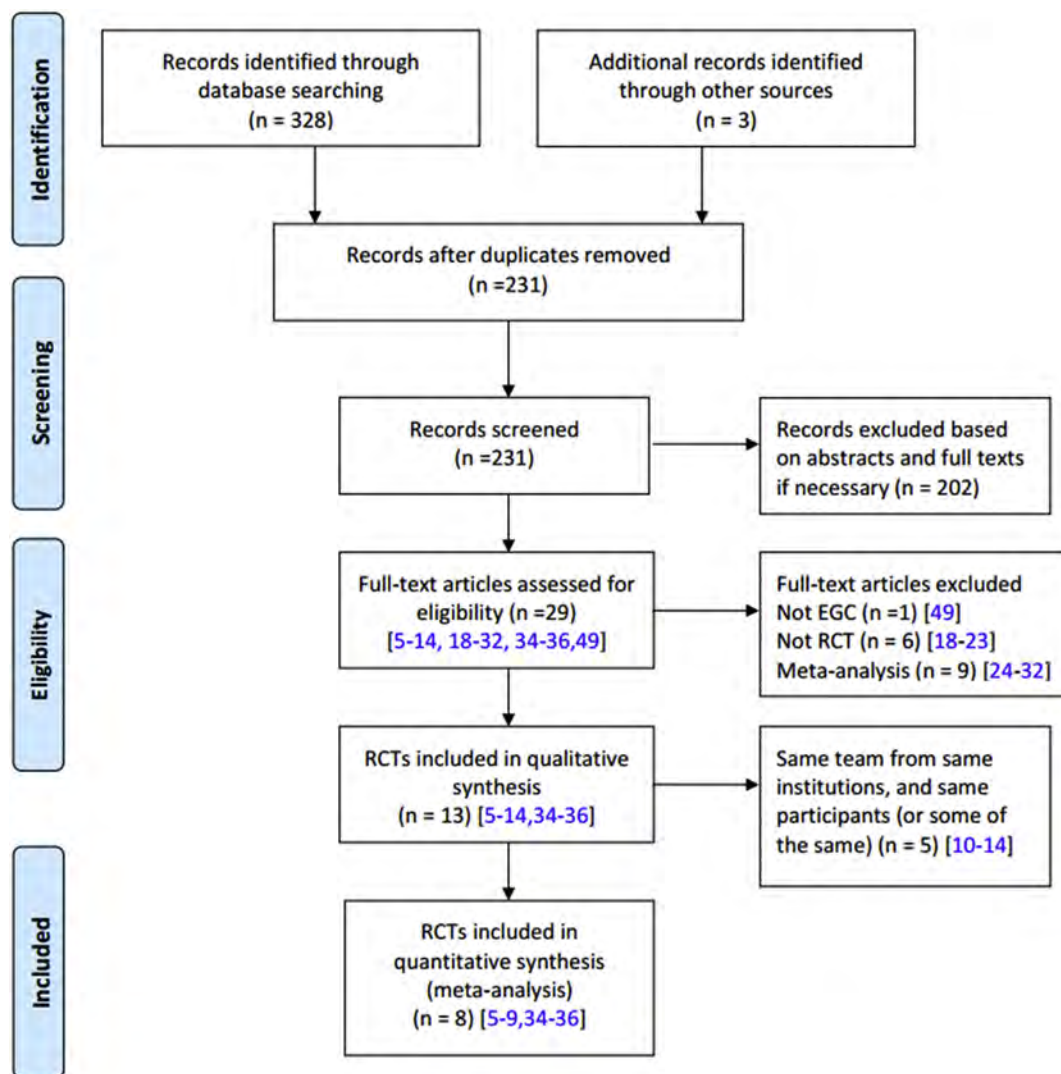 Identification
Records identified through
database searching
(n = 328)
Additional records identified
through other sources
(n = 3)
Records after duplicates removed
(n =231)
Screening
Records screened
(n =231)
Records excluded based
on abstracts and full texts
if necessary (n = 202)
Eligibility
Full-text articles assessed for
eligibility (n =29)
[5-14, 18-32, 34-36,49]
Full-text articles excluded
Not EGC (n =1) [49]
Not RCT (n = 6) [18-23]
Meta-analysis (n = 9) [24-32]
RCTs included in qualitative
synthesis
(n = 13) [5-14,34-36]
Same team from same
institutions, and same
participants (or some of
the same) (n = 5) [10-14]
Included
RCTs included in
quantitative synthesis
(meta-analysis)
(n = 8) [5-9,34-36]